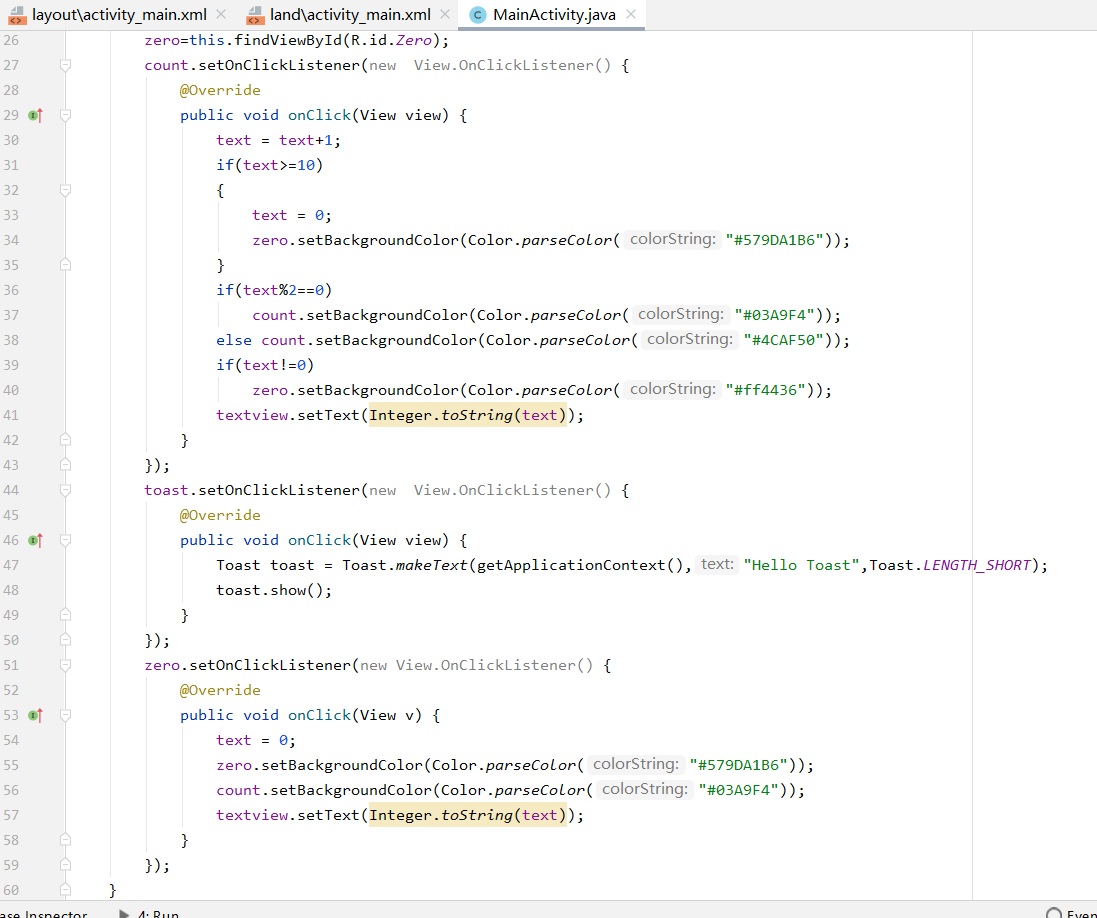 layout\activity_main.xml × land\activity_main.xml × C MainActivity.java ×
26 zero=this.findViewById(R.id.Zero);
27 count.setOnClickListener(new  View.OnClickListener() {
28 @Override
29 public void onClick(View view) {
30 text = text+1;
31 if(text>=10)
32 {
33 text = 0;
34 zero.setBackgroundColor(Color.parseColor( colorString: "#579DA1B6"));
35 }
36 if(text%2==0)
37 count.setBackgroundColor(Color.parseColor( colorString: "#03A9F4"));
38 else count.setBackgroundColor(Color.parseColor( colorString: "#4CAF50"));
39 if(text!=0)
40 zero.setBackgroundColor(Color.parseColor( colorString: "#ff4436"));
41 textview.setText(Integer.toString(text));
42 }
43 });
44 toast.setOnClickListener(new  View.OnClickListener() {
45 @Override
46 public void onClick(View view) {
47 Toast toast = Toast.makeText(getApplicationContext(), text: "Hello Toast",Toast.LENGTH_SHORT);
48 toast.show();
49 }
50 });
51 zero.setOnClickListener(new View.OnClickListener() {
52 @Override
53 public void onClick(View v) {
54 text = 0;
55 zero.setBackgroundColor(Color.parseColor( colorString: "#579DA1B6"));
56 count.setBackgroundColor(Color.parseColor( colorString: "#03A9F4"));
57 textview.setText(Integer.toString(text));
58 }
59 });
60 }
ase Inspector 4: Run Even